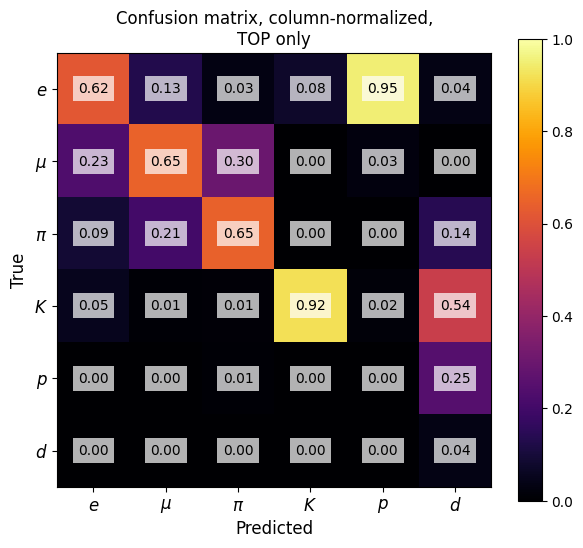 Confusion matrix, column-normalized,
TOP only
True
e 0.62 0.13 0.03 0.08 0.95 0.04
μ 0.23 0.65 0.30 0.00 0.03 0.00
π 0.09 0.21 0.65 0.00 0.00 0.14
K 0.05 0.01 0.01 0.92 0.02 0.54
p 0.00 0.00 0.01 0.00 0.00 0.25
d 0.00 0.00 0.00 0.00 0.00 0.04
e μ π K p d
Predicted
1.0
0.8
0.6
0.4
0.2
0.0